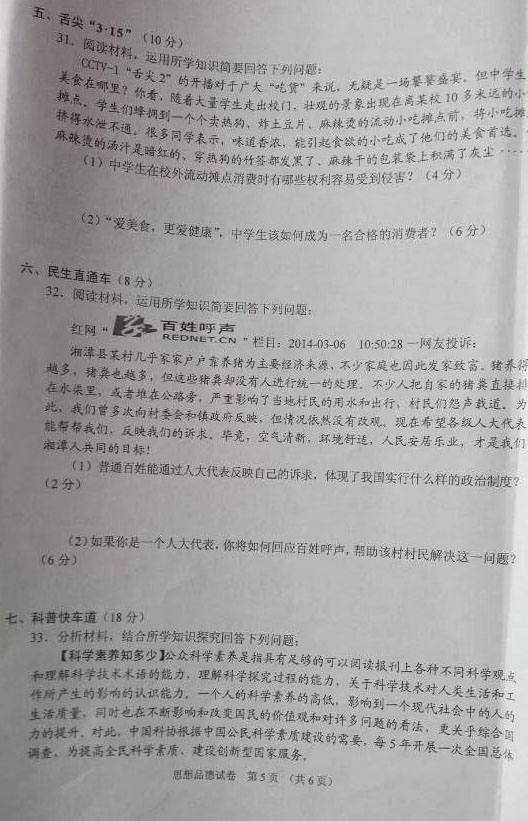 五、舌尖“3·15”（10分）
31．阅读材料，运用所学知识简要回答下列问题：
CCTV-1“舌尖2”的开播对于广大“吃货”来说，无疑是一场饕餮盛宴。但中学生
美食在哪里？你看，随着大量学生走出校门，壮观的景象出现在离某校10多米远的小
摊点。学生们蜂拥到一个个卖热狗、炸土豆片、麻辣烫的流动小吃摊点前，将小吃摊
挤得水泄不通。很多同学表示，味道香浓，能引起食欲的小吃成了他们的美食首选。
麻辣烫的汤汁是暗红的、穿热狗的竹签都发黑了、麻辣干的包装袋上积满了灰尘……
（1）中学生在校外流动摊点消费时有哪些权利容易受到侵害？（4分）
（2）“爱美食，更爱健康”，中学生该如何成为一名合格的消费者？（6分）
六、民生直通车（8分）
32．阅读材料，运用所学知识简要回答下列问题：
红网“百姓呼声 REDNET.CN”栏目：2014-03-06 10:50:28一网友投诉：
湘潭县某村几乎家家户户靠养猪为主要经济来源，不少家庭也因此发家致富。猪养得
越多，猪粪也越多，但这些猪粪却没有人进行统一的处理。不少人把自家的猪粪直接排
在水渠里，或者堆在公路旁，严重影响了当地村民的用水和出行，村民们怨声载道。为
此，我们曾多次向村委会和镇政府反映，但情况依然没有改观。现在希望各级人大代表
能帮帮我们，反映我们的诉求。毕竟，空气清新，环境舒适，人民安居乐业，才是我们
湘潭人共同的目标！
（1）普通百姓能通过人大代表反映自己的诉求，体现了我国实行什么样的政治制度？
（2分）
（2）如果你是一个人大代表，你将如何回应百姓呼声，帮助该村村民解决这一问题？
（6分）
七、科普快车道（18分）
33．分析材料，结合所学知识探究回答下列问题：
【科学素养知多少】公众科学素养是指具有足够的可以阅读报刊上各种不同科学观点
和理解科学技术术语的能力，理解科学探究过程的能力，关于科学技术对人类生活和工
作所产生的影响的认识能力。一个人的科学素养的高低，影响到一个现代社会中的人的
生活质量，同时也在不断影响和改变国民的价值观和对许多问题的看法，更关乎综合国
力的提升。对此，中国科协根据中国公民科学素质建设的需要，每5年开展一次全国总体
调查，为提高全民科学素质、建设创新型国家服务。
思想品德试卷 第5页 （共6页）